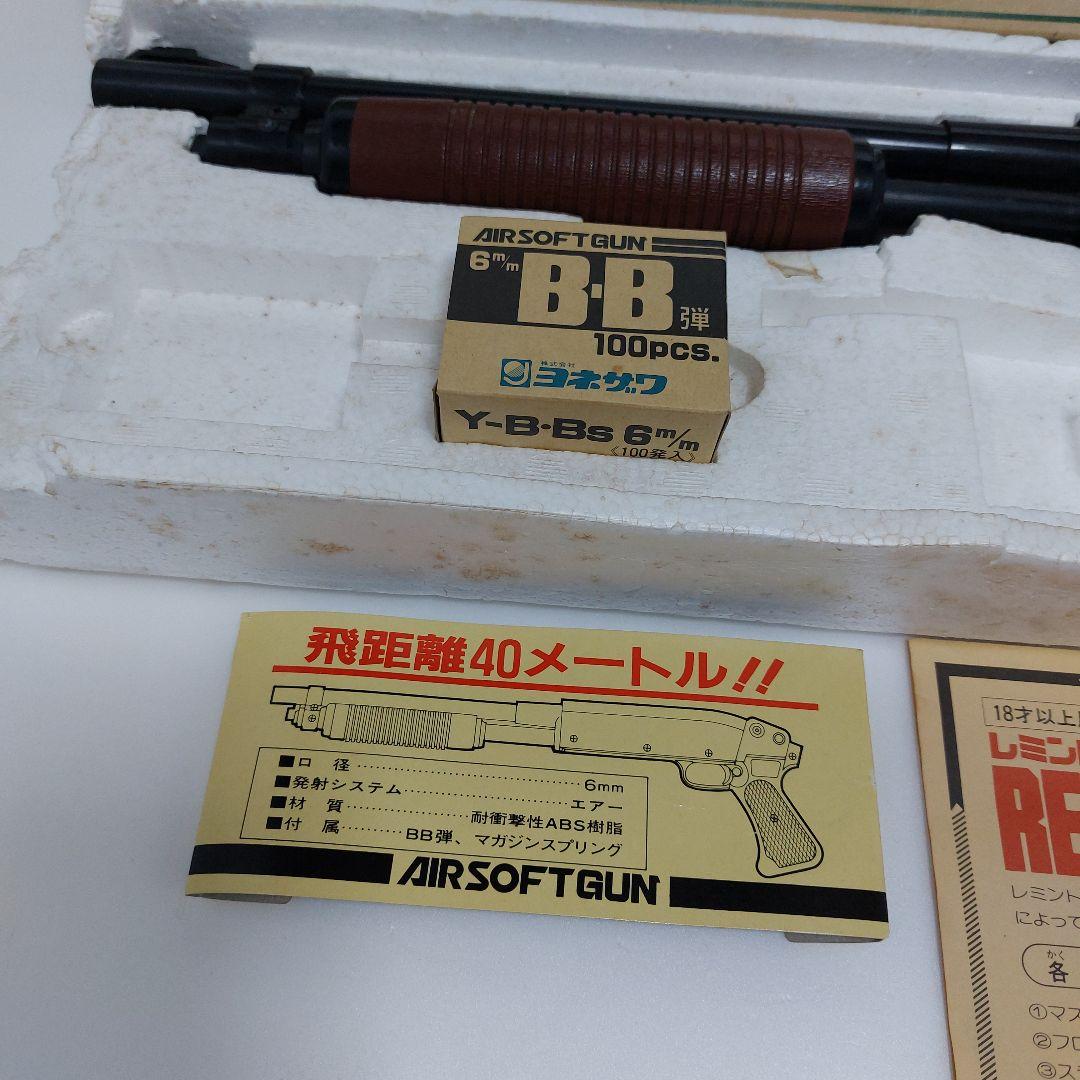 AIRSOFTGUN
6m/m B·B弾
100pcs.
株式会社
ヨネザワ
Y-B·Bs 6m/m
《100発入》
飛距離40メートル!!
■口 径……………………………6mm
■発射システム……………………エアー
■材 質………………耐衝撃性ABS樹脂
■付 属………BB弾、マガジンスプリング
AIRSOFTGUN
18才以上
レミン
RE
レミント
によって
かく
各
①マス
②フロ
③ス